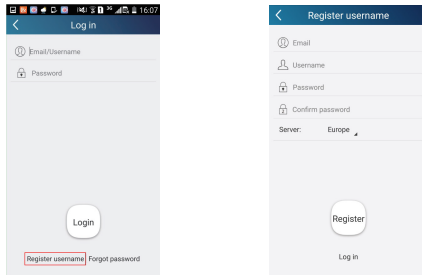 16:07
Log in
Email/Username
Password
Login
Register username Forgot password
Register username
Email
Username
Password
Confirm password
Server: Europe
Register
Log in